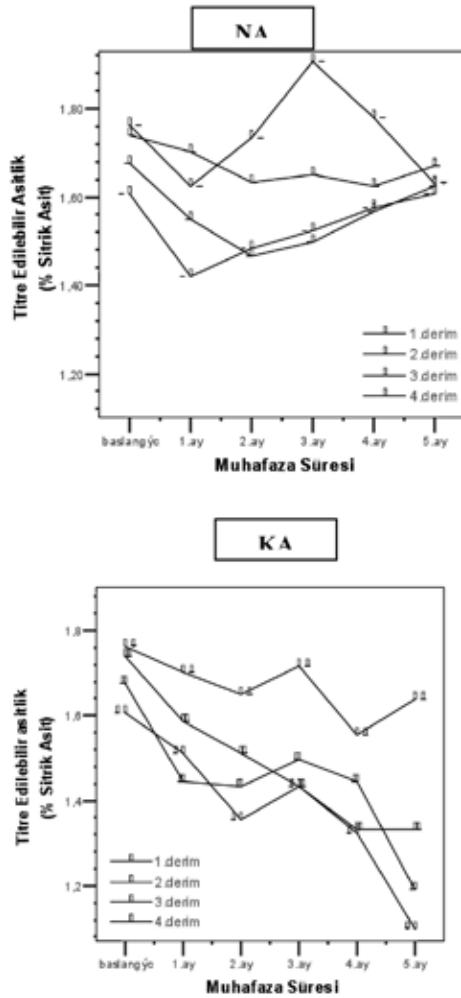 NA
1,80
1,60
1,40
1,20
Titre Edilebilir Asitlik
(% Sitrik Asit)
1.derim
2.derim
3.derim
4.derim
baslangýc 1.ay 2.ay 3.ay 4.ay 5.ay
Muhafaza Süresi
KA
1,8
1,6
1,4
1,2
Titre Edilebilir asitlik
(% Sitrik Asit)
1.derim
2.derim
3.derim
4.derim
baslangýc 1.ay 2.ay 3.ay 4.ay 5.ay
Muhafaza Süresi